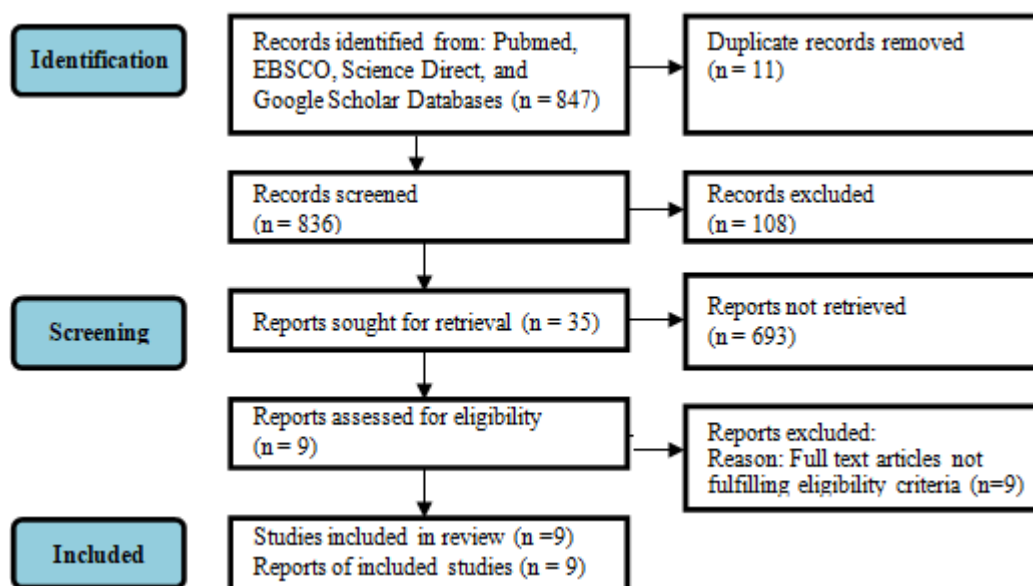 Identification
Records identified from: Pubmed,
EBSCO, Science Direct, and
Google Scholar Databases (n = 847)
Duplicate records removed
(n = 11)
Records screened
(n = 836)
Records excluded
(n = 108)
Screening
Reports sought for retrieval (n = 35)
Reports not retrieved
(n = 693)
Reports assessed for eligibility
(n = 9)
Reports excluded:
Reason: Full text articles not
fulfilling eligibility criteria (n=9)
Included
Studies included in review (n =9)
Reports of included studies (n = 9)